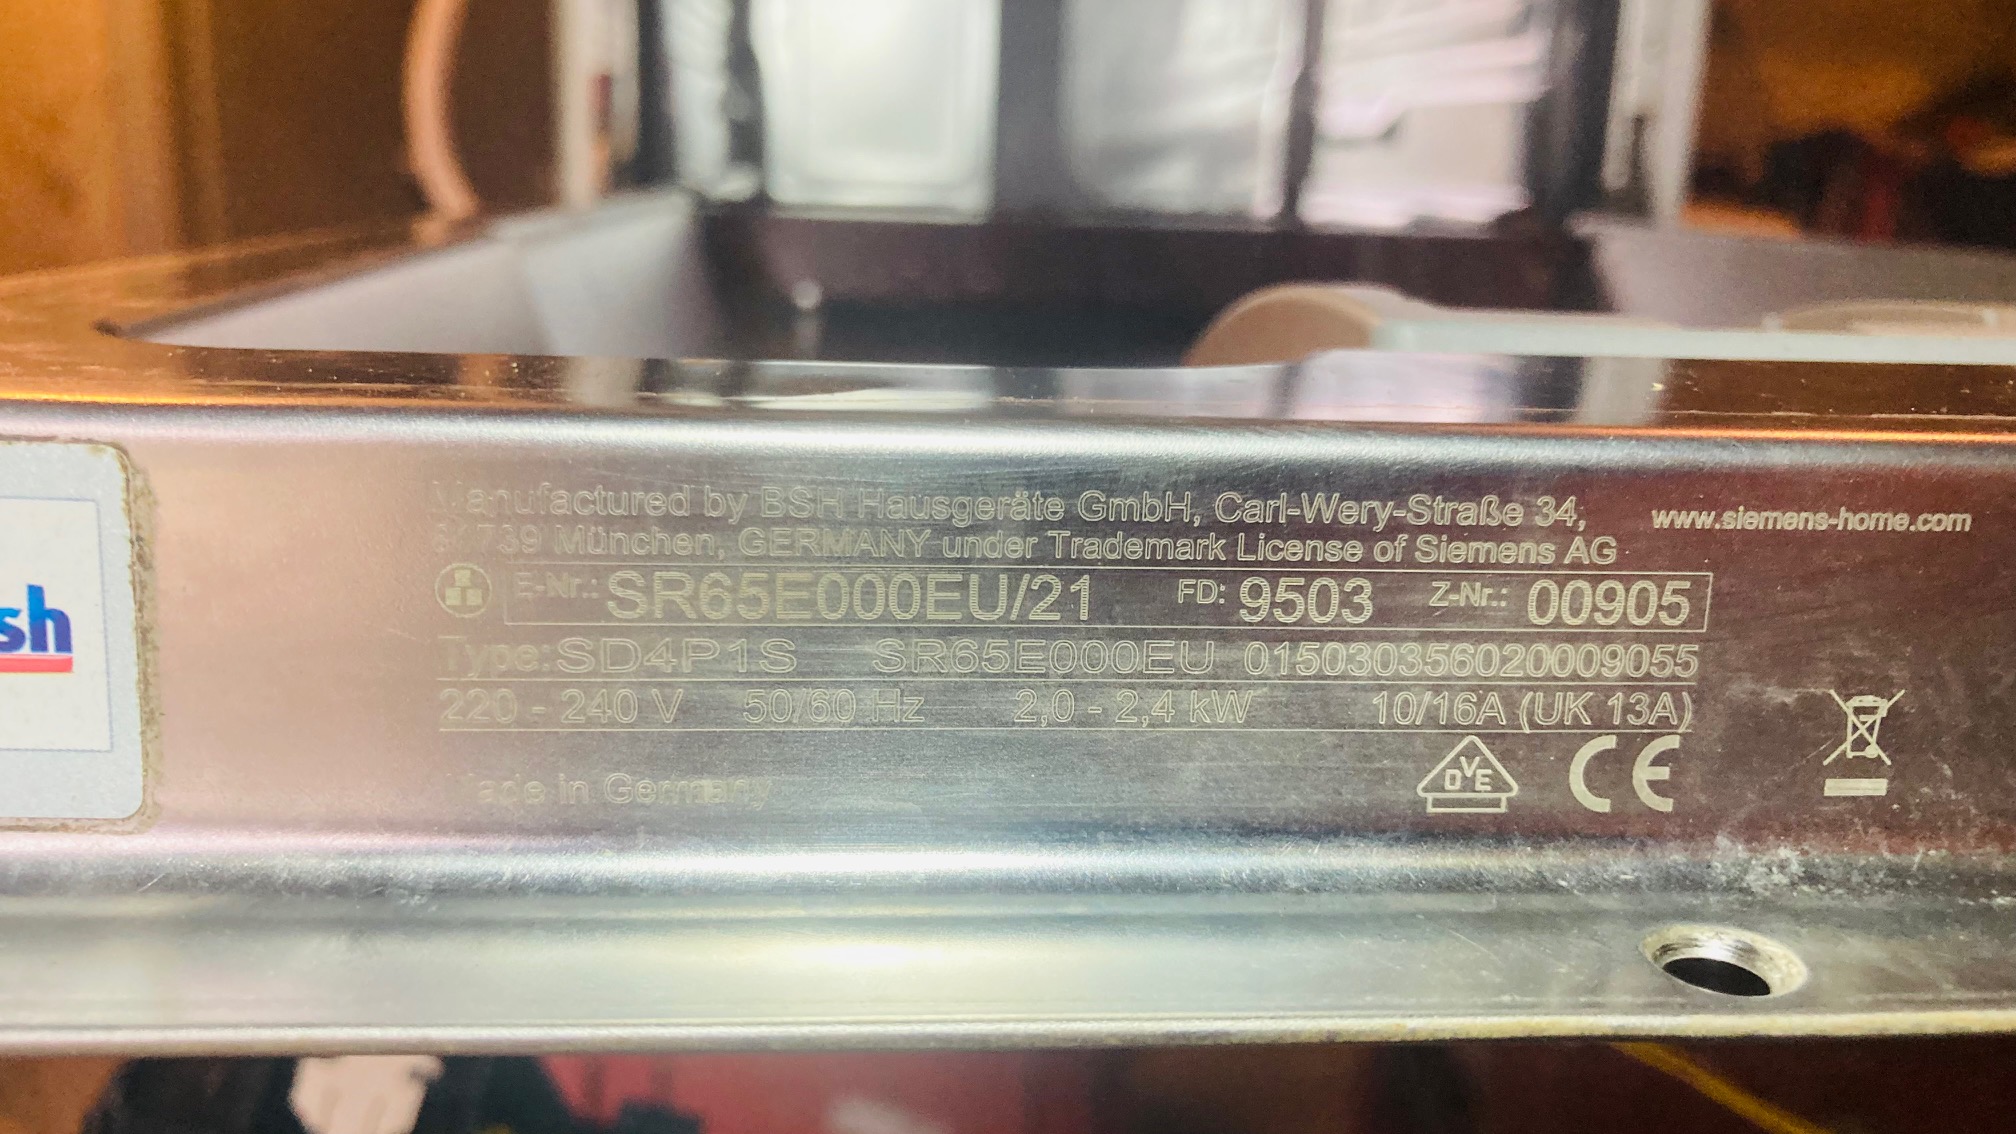 Manufactured by BSH Hausgeräte GmbH, Carl-Wery-Straße 34,
www.siemens-home.com
81739 München, GERMANY under Trademark License of Siemens AG
E-Nr.: SR65E000EU/21 FD: 9503 Z-Nr.: 00905
Type: SD4P1S SR65E000EU 015030356020009055
220 - 240 V 50/60 Hz 2,0 - 2,4 kW 10/16A (UK 13A)
Made in Germany
DVE
CE
sh